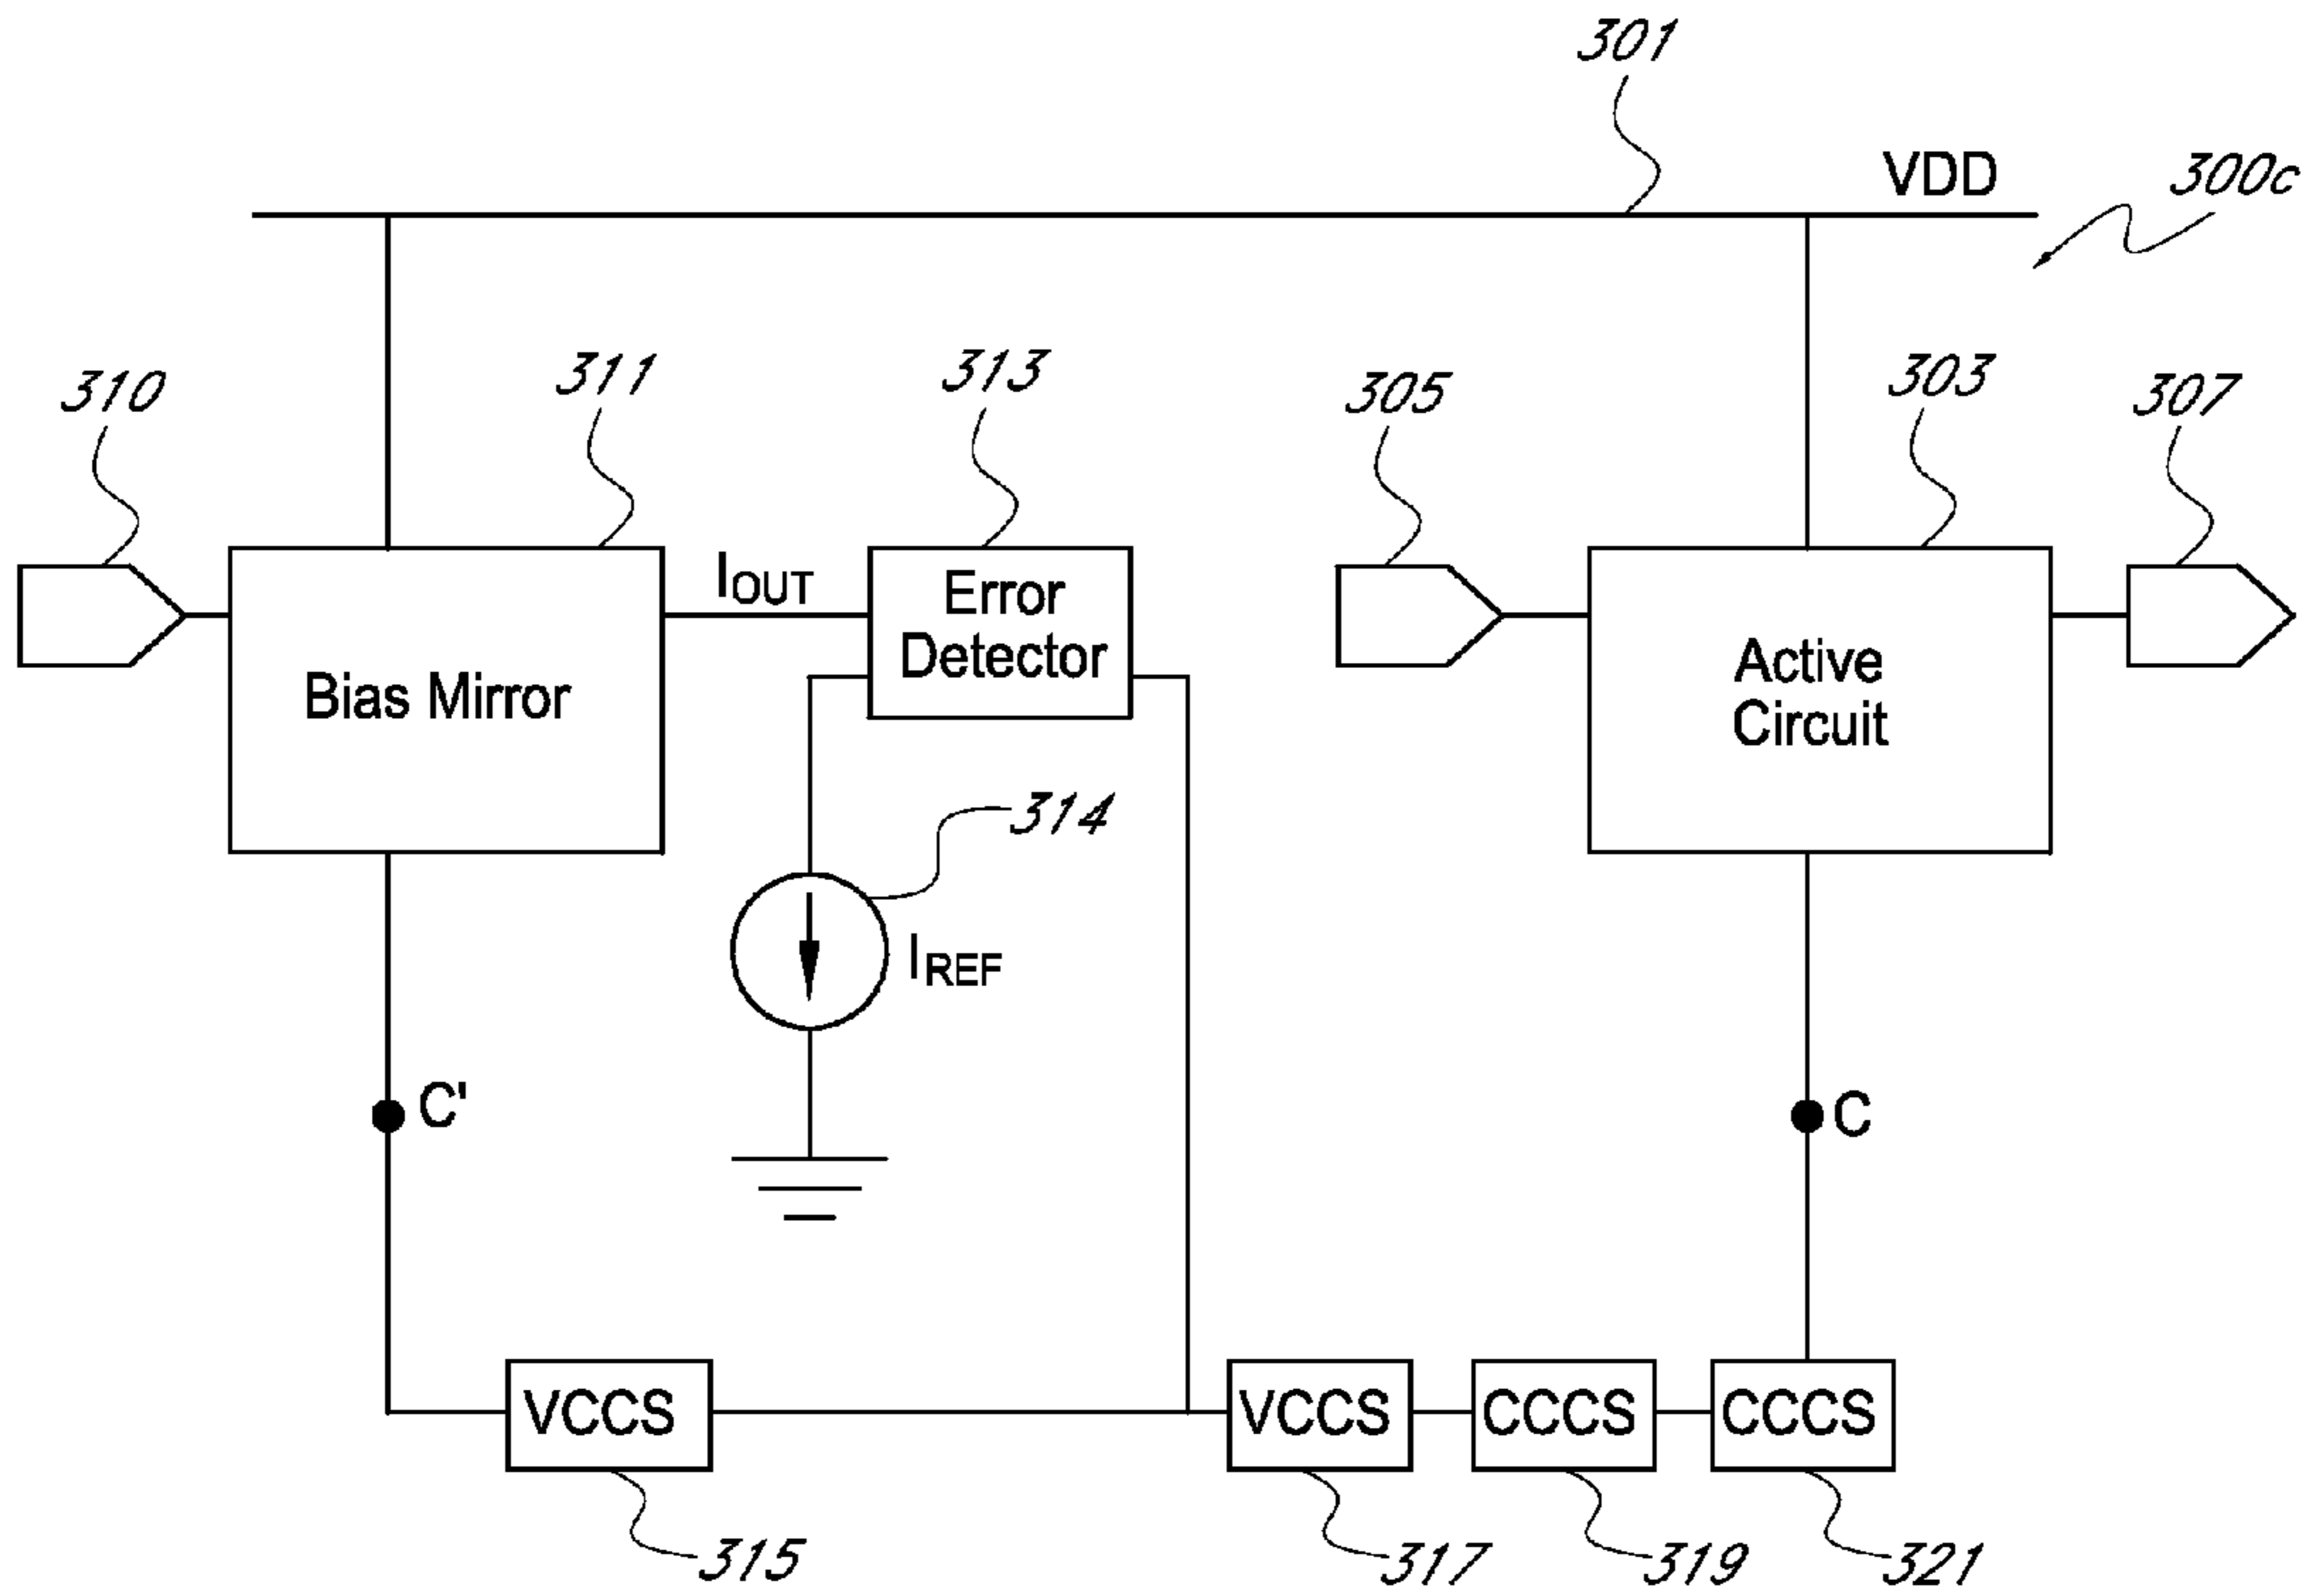 301
VDD
300c
310
311
313
305
303
307
IOUT
Error
Detector
Bias Mirror
Active
Circuit
314
IREF
C'
C
VCCS
VCCS
CCCS
CCCS
315
317
319
321